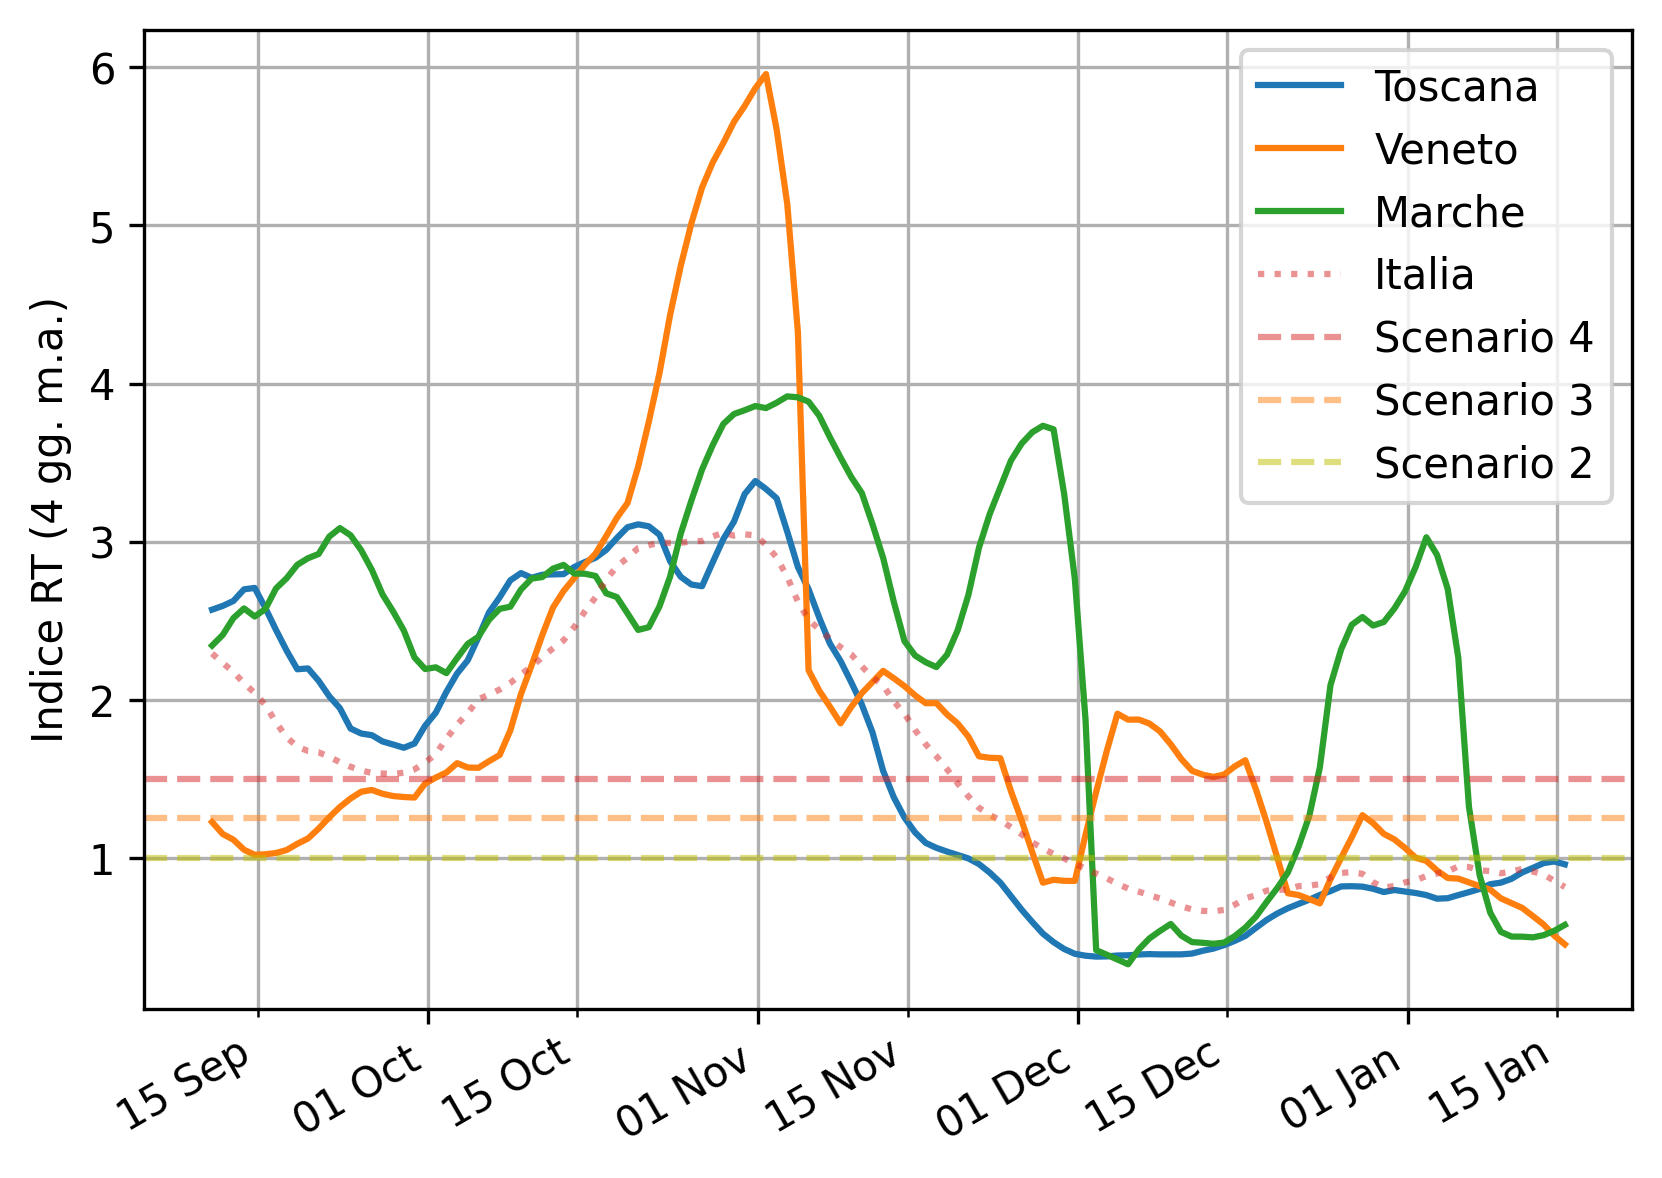 6
5
4
3
2
1
Indice RT (4 gg. m.a.)
Toscana
Veneto
Marche
Italia
Scenario 4
Scenario 3
Scenario 2
15 Sep
01 Oct
15 Oct
01 Nov
15 Nov
01 Dec
15 Dec
01 Jan
15 Jan